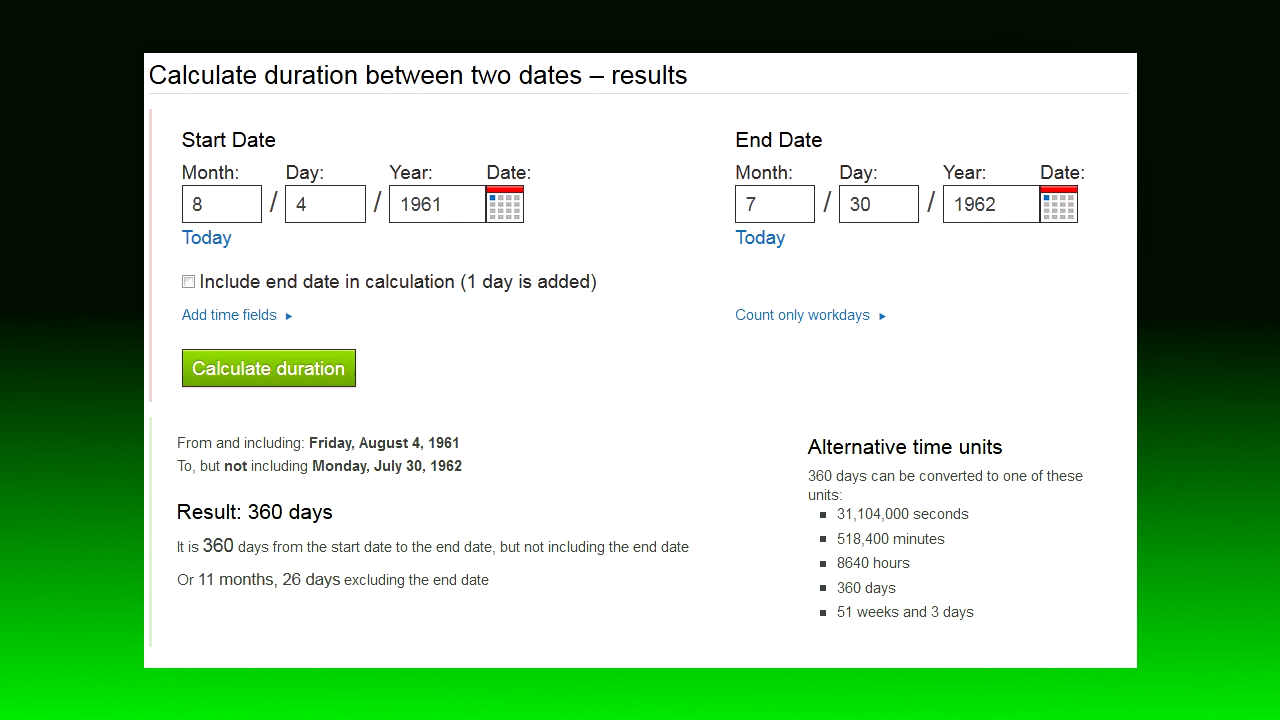 Calculate duration between two dates – results
Start Date
Month: Day: Year: Date:
8 / 4 / 1961
Today
End Date
Month: Day: Year: Date:
7 / 30 / 1962
Today
Include end date in calculation (1 day is added)
Add time fields ▸
Count only workdays ▸
Calculate duration
From and including: Friday, August 4, 1961
To, but not including Monday, July 30, 1962
Result: 360 days
It is 360 days from the start date to the end date, but not including the end date
Or 11 months, 26 days excluding the end date
Alternative time units
360 days can be converted to one of these
units:
▪ 31,104,000 seconds
▪ 518,400 minutes
▪ 8640 hours
▪ 360 days
▪ 51 weeks and 3 days